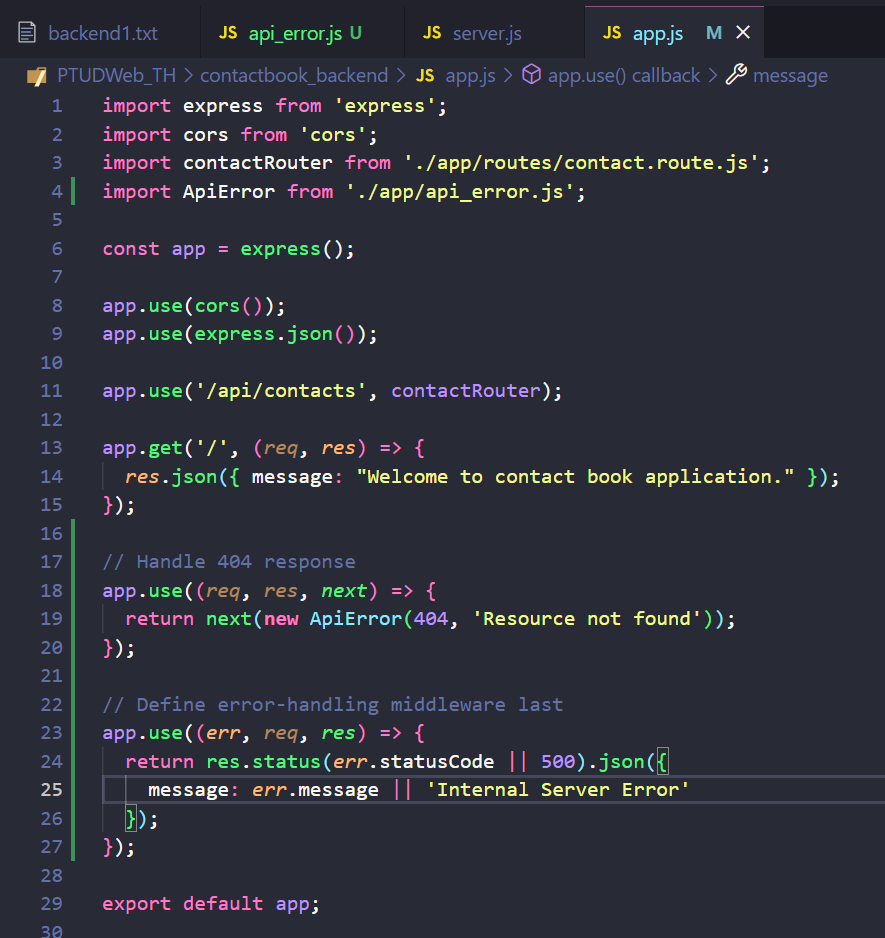 backend1.txt JS api_error.js U JS server.js JS app.js M
PTUDWeb_TH > contactbook_backend > JS app.js > app.use() callback > message
1 import express from 'express';
2 import cors from 'cors';
3 import contactRouter from './app/routes/contact.route.js';
4 import ApiError from './app/api_error.js';
5
6 const app = express();
7
8 app.use(cors());
9 app.use(express.json());
10
11 app.use('/api/contacts', contactRouter);
12
13 app.get('/', (req, res) => {
14   res.json({ message: "Welcome to contact book application." });
15 });
16
17 // Handle 404 response
18 app.use((req, res, next) => {
19   return next(new ApiError(404, 'Resource not found'));
20 });
21
22 // Define error-handling middleware last
23 app.use((err, req, res) => {
24   return res.status(err.statusCode || 500).json({
25     message: err.message || 'Internal Server Error'
26   });
27 });
28
29 export default app;
30